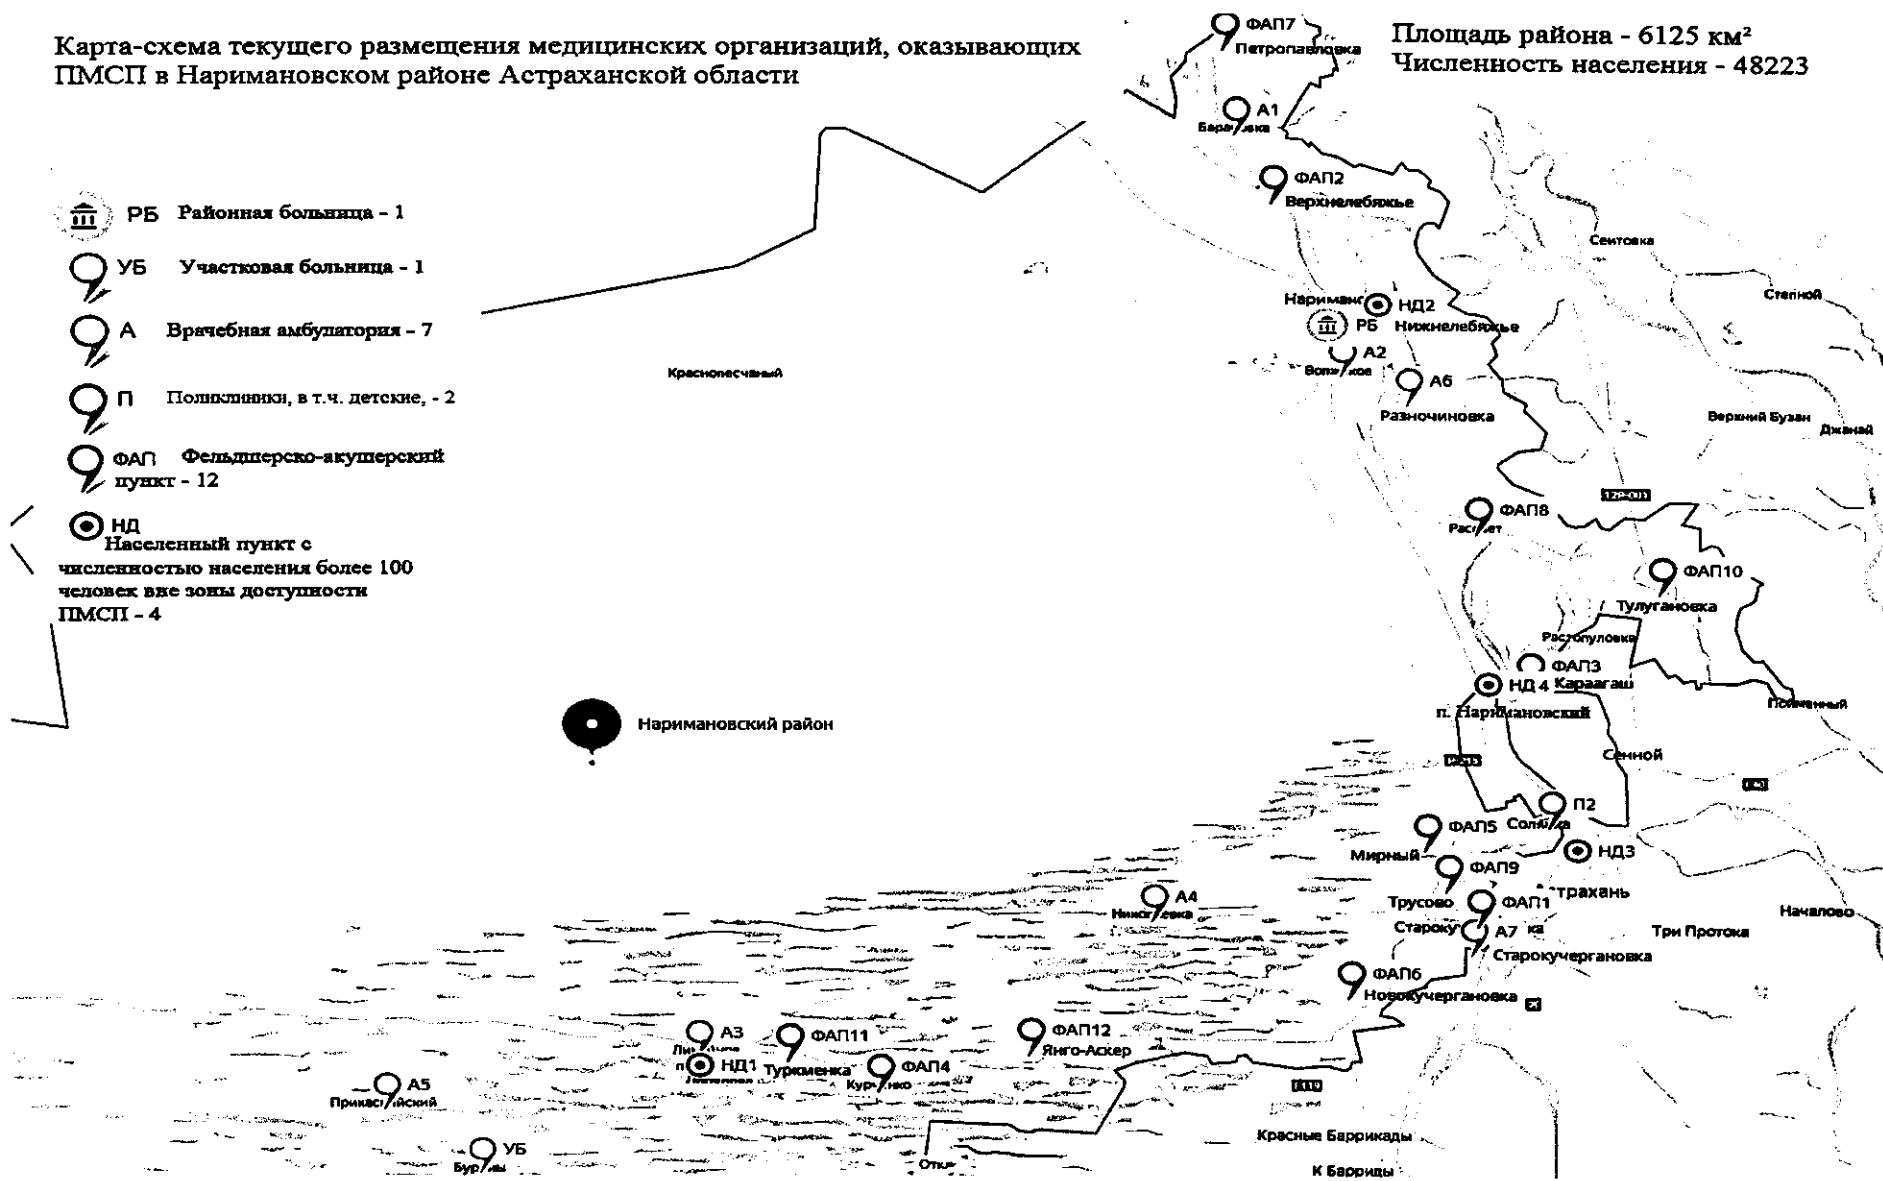 Карта-схема текущего размещения медицинских организаций, оказывающих
ПМСП в Наримановском районе Астраханской области
Площадь района - 6125 км²
Численность населения - 48223
РБ Районная больница - 1
УБ Участковая больница - 1
А Врачебная амбулатория - 7
П Поликлиники, в т.ч. детские, - 2
ФАП Фельдшерско-акушерский
пункт - 12
НД
Населенный пункт с
численностью населения более 100
человек вне зоны доступности
ПМСП - 4
ФАП7
Петропавловка
А1
ФАП2
Верхнелебяжье
Сеитовка
Степной
НД2
РБ Нижнелебяжье
А2
А6
Разночиновка
Краснопесчаный
Верхний Бузан
Джанай
ФАП8
ФАП10
Тулугановка
Растопуловка
ФАП3
НД 4 Караагаш
п. Наримановский
Сенной
Наримановский район
П2
ФАП5
Мирный
НД3
ФАП9
Трусово
ФАП1
А7
Старокучергановка
Три Протока
Началово
А4
ФАП6
Новокучергановка
А3
НД1
ФАП11
Туркменка
ФАП4
ФАП12
Янго-Аскер
А5
УБ
Красные Баррикады
К Баррикады